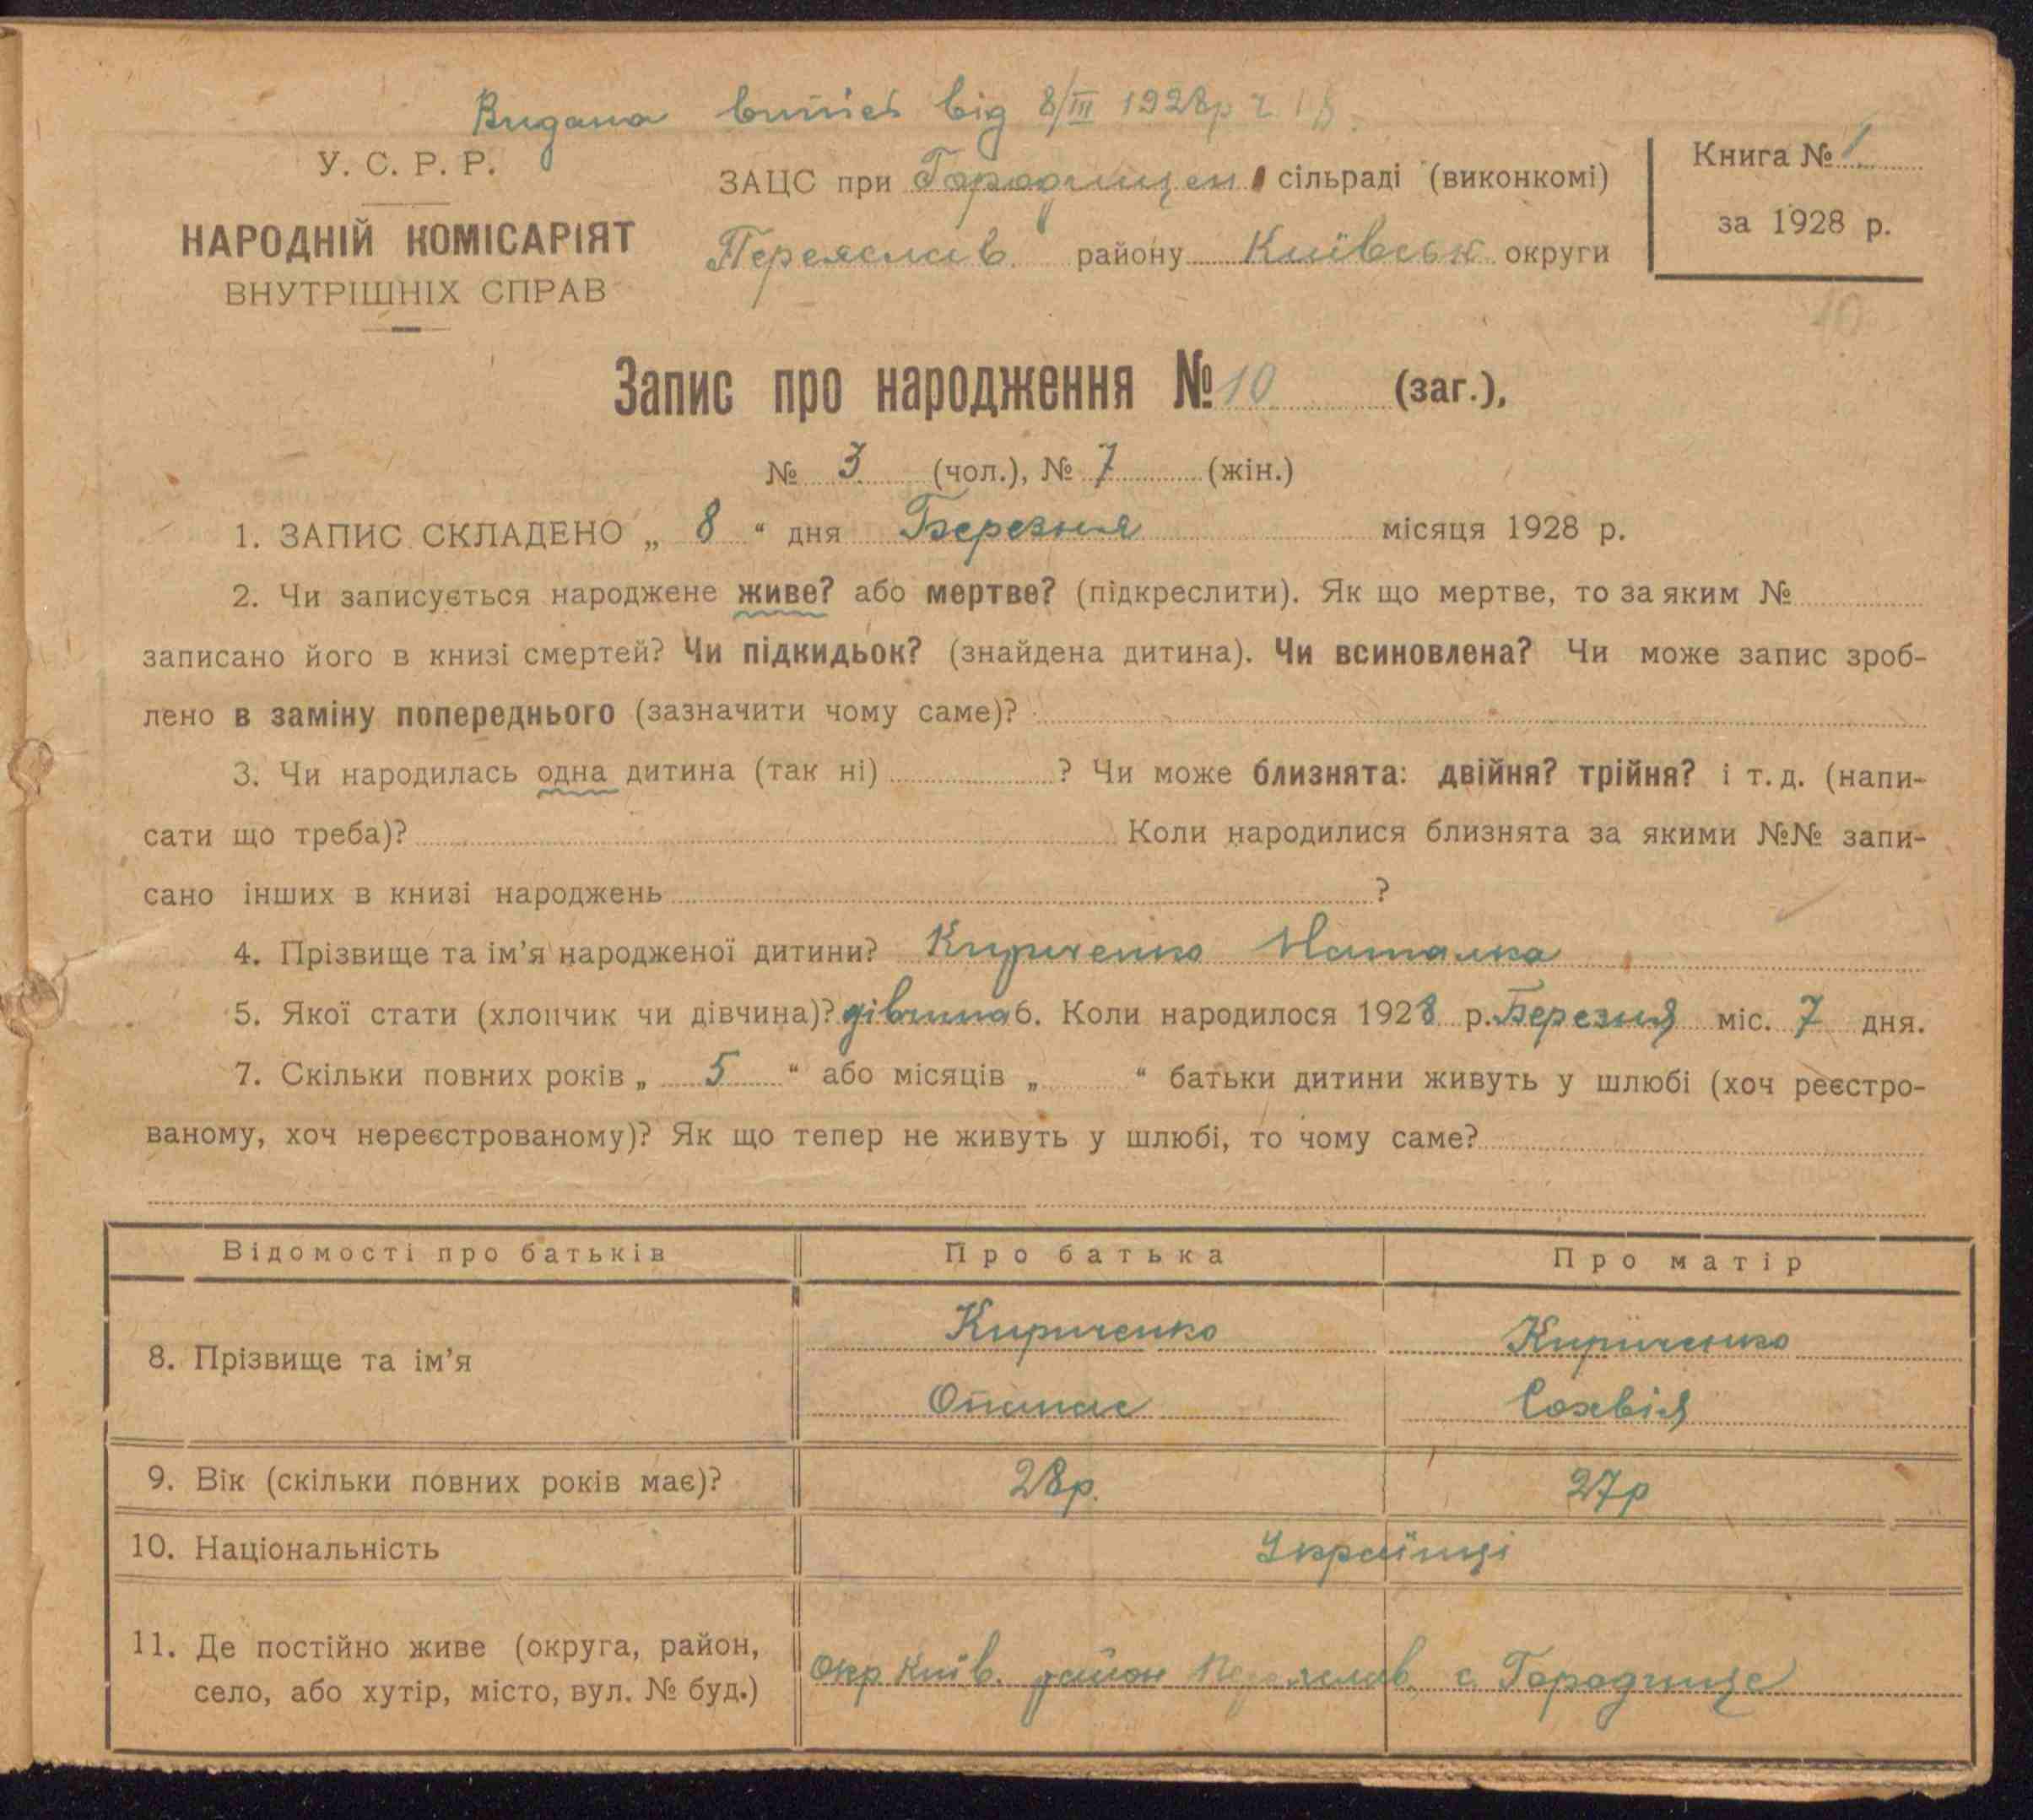 Видана випись від 8/III 1928р
У. С. Р. Р.
НАРОДНІЙ КОМІСАРІЯТ
ВНУТРІШНІХ СПРАВ
ЗАЦС при Городищен сільраді (виконкомі)
Переяслав району Київськ округи
Книга № 1
за 1928 р.
10
Запис про народження № 10 (заг.),
№ 3 (чол.), № 7 (жін.)
1. ЗАПИС СКЛАДЕНО „ 8 “ дня Березня місяця 1928 р.
2. Чи записується народжене живе? або мертве? (підкреслити). Як що мертве, то за яким №
записано його в книзі смертей? Чи підкидьок? (знайдена дитина). Чи всиновлена? Чи може запис зроб-
лено в заміну попереднього (зазначити чому саме)?
3. Чи народилась одна дитина (так ні) ? Чи може близнята: двійня? трійня? і т. д. (напи-
сати що треба)? Коли народилися близнята за якими №№ запи-
сано інших в книзі народжень ?
4. Прізвище та ім’я народженої дитини? Кириченко Наталка
5. Якої стати (хлопчик чи дівчина)? дівчина 6. Коли народилося 1928 р. Березня міс. 7 дня.
7. Скільки повних років „ 5 “ або місяців „ “ батьки дитини живуть у шлюбі (хоч реєстро-
ваному, хоч нереєстрованому)? Як що тепер не живуть у шлюбі, то чому саме?
Відомості про батьків Про батька Про матір
8. Прізвище та ім’я
Кириченко Кириченко
Опанас Сохвія
9. Вік (скільки повних років має)? 28р. 27р
10. Національність Українці
11. Де постійно живе (округа, район,
село, або хутір, місто, вул. № буд.)
Окр Київ. район Переяслав, с. Городище